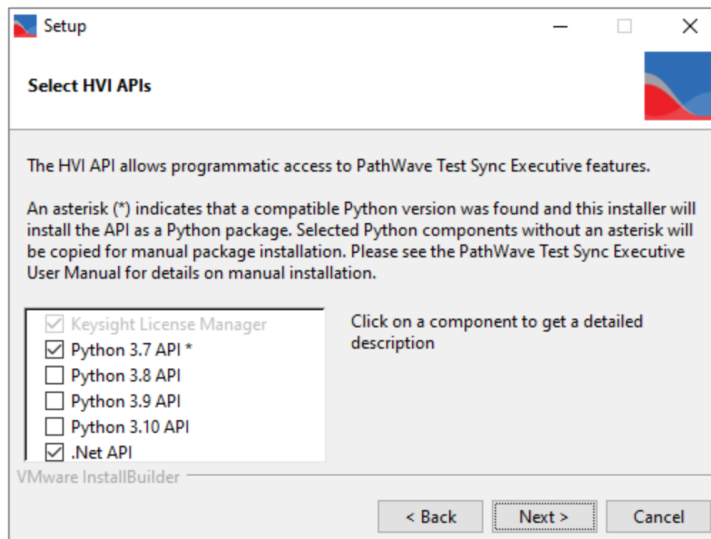 Setup
Select HVI APIs
The HVI API allows programmatic access to PathWave Test Sync Executive features.
An asterisk (*) indicates that a compatible Python version was found and this installer will
install the API as a Python package. Selected Python components without an asterisk will
be copied for manual package installation. Please see the PathWave Test Sync Executive
User Manual for details on manual installation.
Keysight License Manager
Python 3.7 API *
Python 3.8 API
Python 3.9 API
Python 3.10 API
.Net API
Click on a component to get a detailed
description
VMware InstallBuilder
< Back
Next >
Cancel